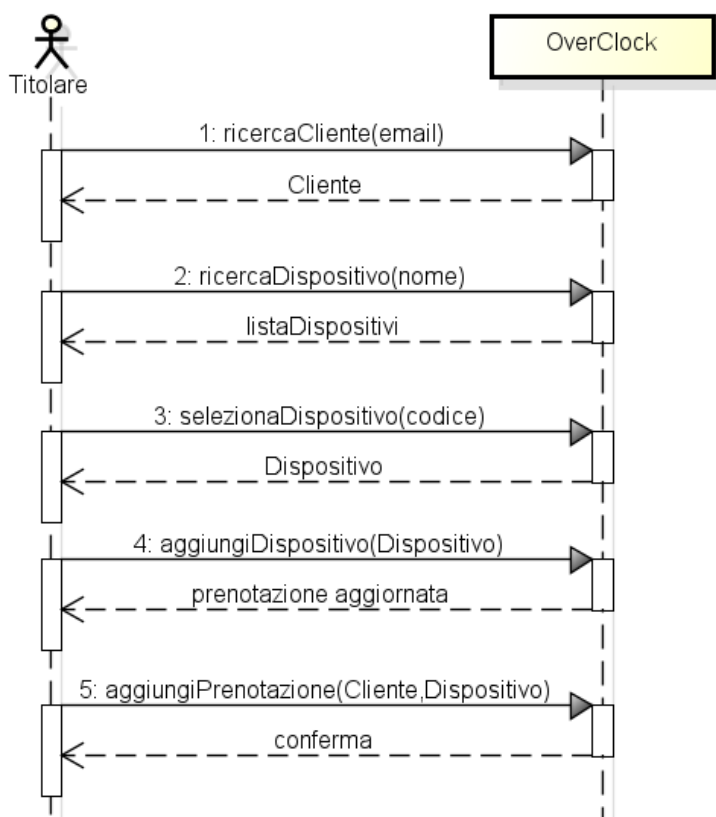 Titolare
OverClock
1: ricercaCliente(email)
Cliente
2: ricercaDispositivo(nome)
listaDispositivi
3: selezionaDispositivo(codice)
Dispositivo
4: aggiungiDispositivo(Dispositivo)
prenotazione aggiornata
5: aggiungiPrenotazione(Cliente,Dispositivo)
conferma